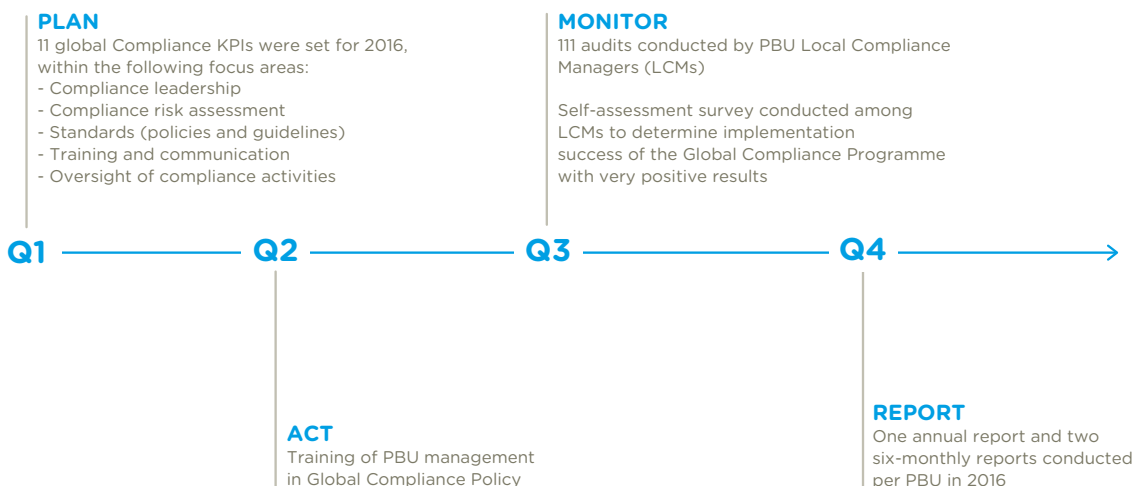 PLAN
11 global Compliance KPIs were set for 2016,
within the following focus areas:
- Compliance leadership
- Compliance risk assessment
- Standards (policies and guidelines)
- Training and communication
- Oversight of compliance activities
MONITOR
111 audits conducted by PBU Local Compliance
Managers (LCMs)
Self-assessment survey conducted among
LCMs to determine implementation
success of the Global Compliance Programme
with very positive results
Q1
Q2
Q3
Q4
ACT
Training of PBU management
in Global Compliance Policy
REPORT
One annual report and two
six-monthly reports conducted
per PBU in 2016